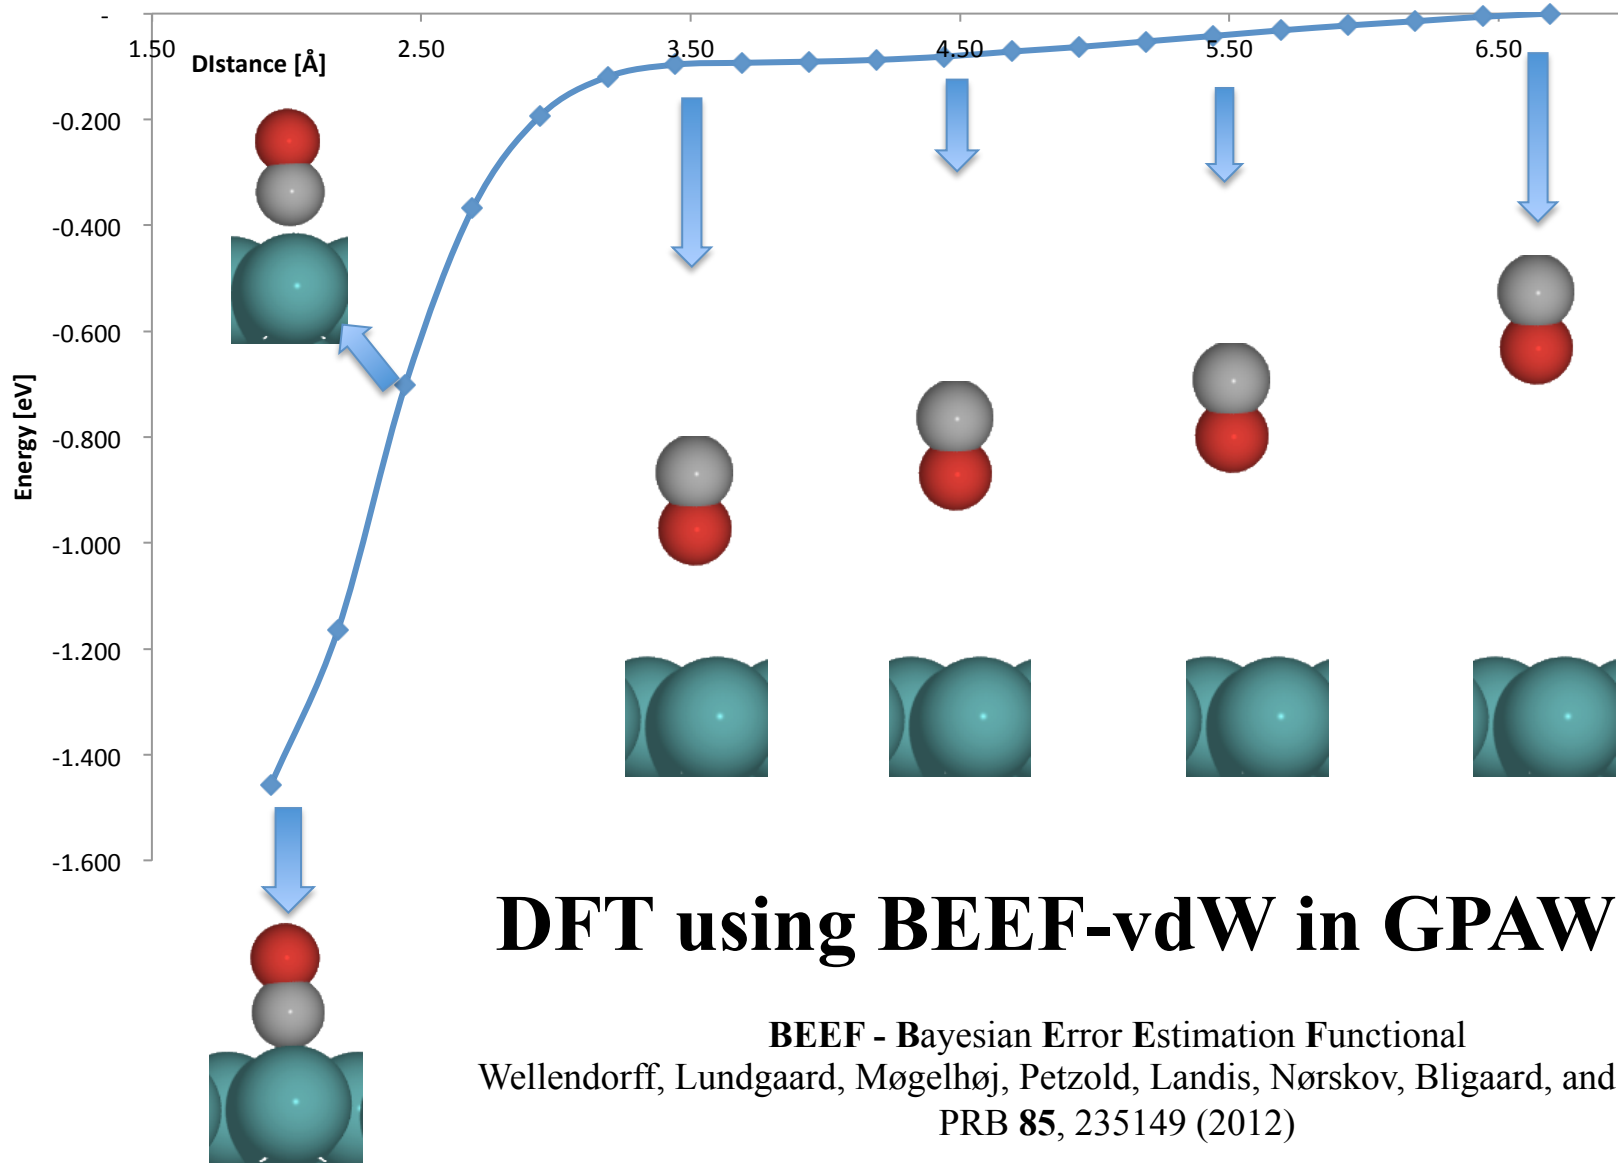 -
1.50 2.50 3.50 4.50 5.50 6.50
DIstance [Å]
-0.200
-0.400
-0.600
-0.800
-1.000
-1.200
-1.400
-1.600
Energy [eV]
DFT using BEEF-vdW in GPAW
BEEF - Bayesian Error Estimation Functional
Wellendorff, Lundgaard, Møgelhøj, Petzold, Landis, Nørskov, Bligaard, and
PRB 85, 235149 (2012)